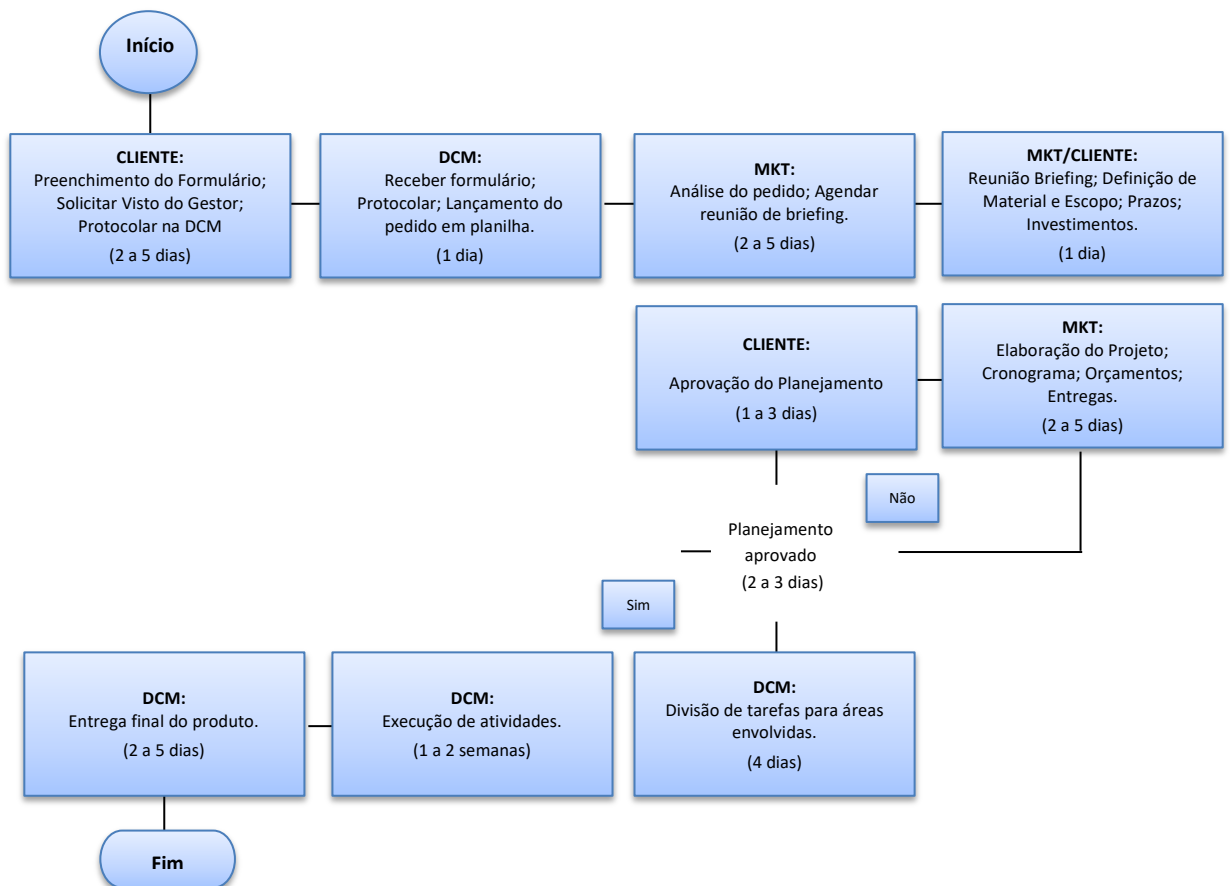 Início
CLIENTE:
Preenchimento do Formulário;
Solicitar Visto do Gestor;
Protocolar na DCM
(2 a 5 dias)
DCM:
Receber formulário;
Protocolar; Lançamento do
pedido em planilha.
(1 dia)
MKT:
Análise do pedido; Agendar
reunião de briefing.
(2 a 5 dias)
MKT/CLIENTE:
Reunião Briefing; Definição de
Material e Escopo; Prazos;
Investimentos.
(1 dia)
MKT:
Elaboração do Projeto;
Cronograma; Orçamentos;
Entregas.
(2 a 5 dias)
CLIENTE:
Aprovação do Planejamento
(1 a 3 dias)
Não
Planejamento
aprovado
(2 a 3 dias)
Sim
DCM:
Divisão de tarefas para áreas
envolvidas.
(4 dias)
DCM:
Execução de atividades.
(1 a 2 semanas)
DCM:
Entrega final do produto.
(2 a 5 dias)
Fim